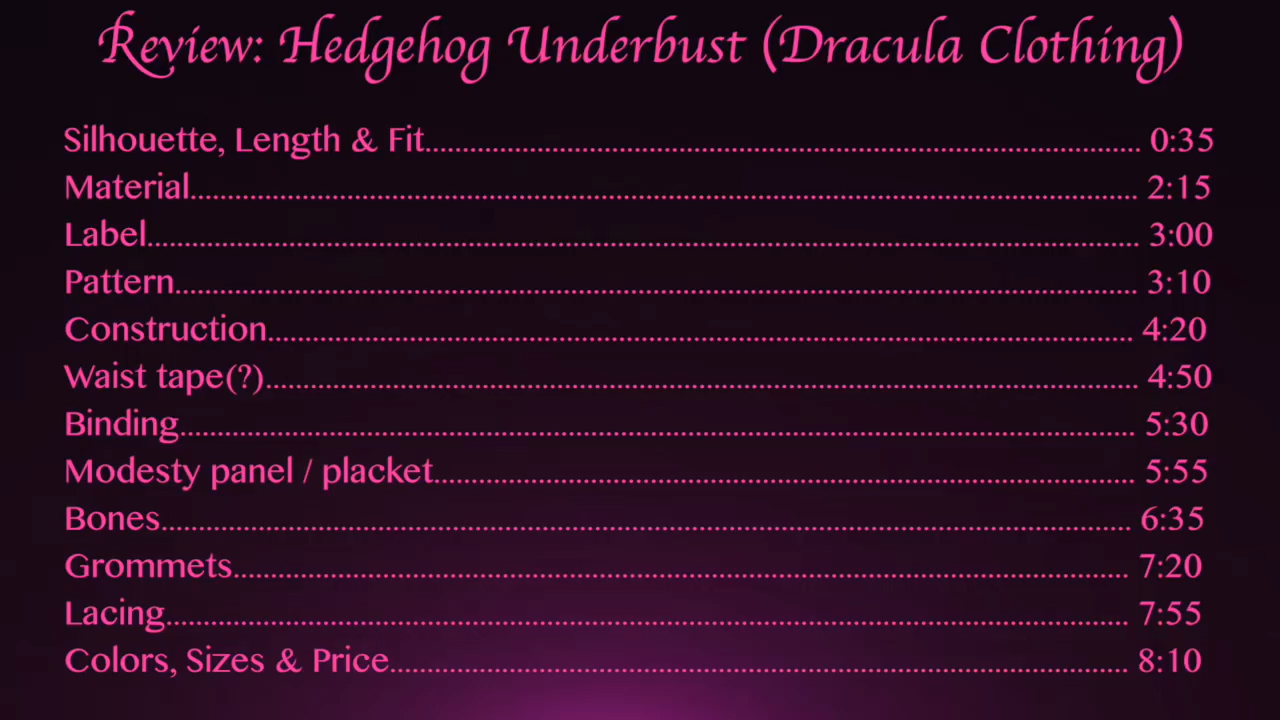 Review: Hedgehog Underbust (Dracula Clothing)
Silhouette, Length & Fit........................................................................................ 0:35
Material..................................................................................................................... 2:15
Label.......................................................................................................................... 3:00
Pattern....................................................................................................................... 3:10
Construction.......................................................................................................... 4:20
Waist tape(?)........................................................................................................... 4:50
Binding..................................................................................................................... 5:30
Modesty panel / placket...................................................................................... 5:55
Bones....................................................................................................................... 6:35
Grommets.............................................................................................................. 7:20
Lacing...................................................................................................................... 7:55
Colors, Sizes & Price........................................................................................... 8:10